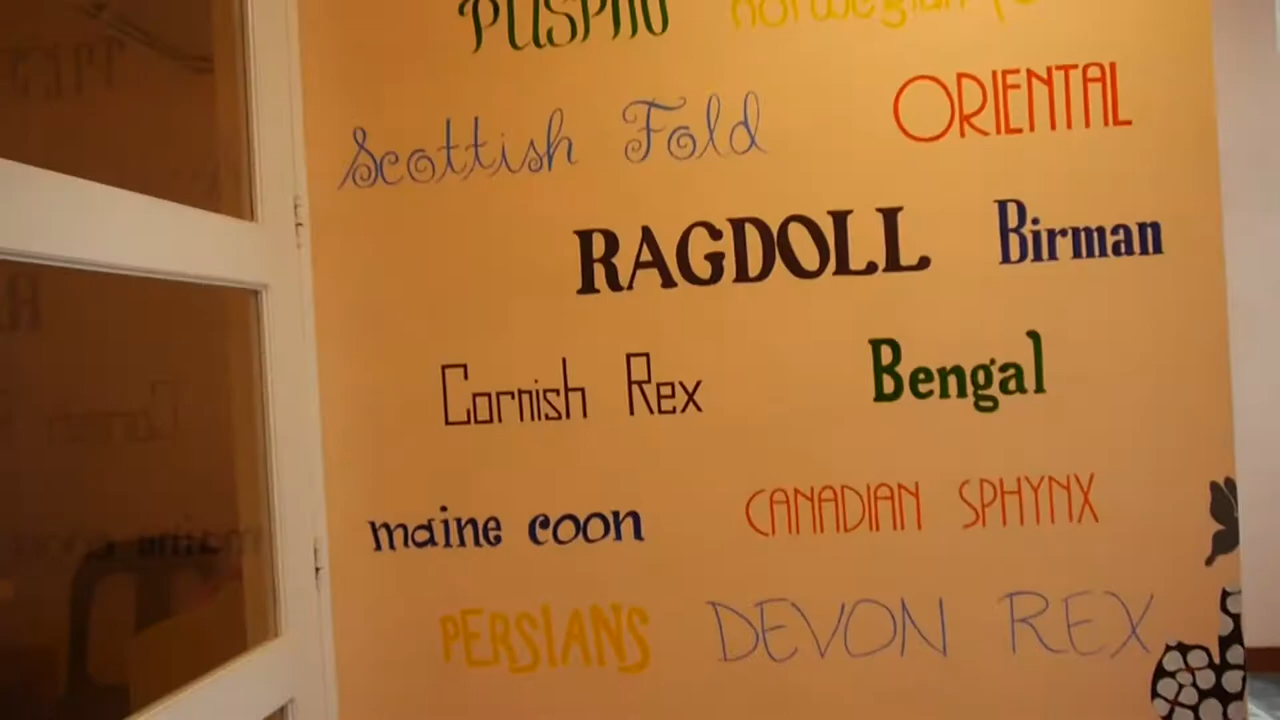 Scottish Fold ORIENTAL
RAGDOLL Birman
Cornish Rex Bengal
maine coon CANADIAN SPHYNX
PERSIANS DEVON REX